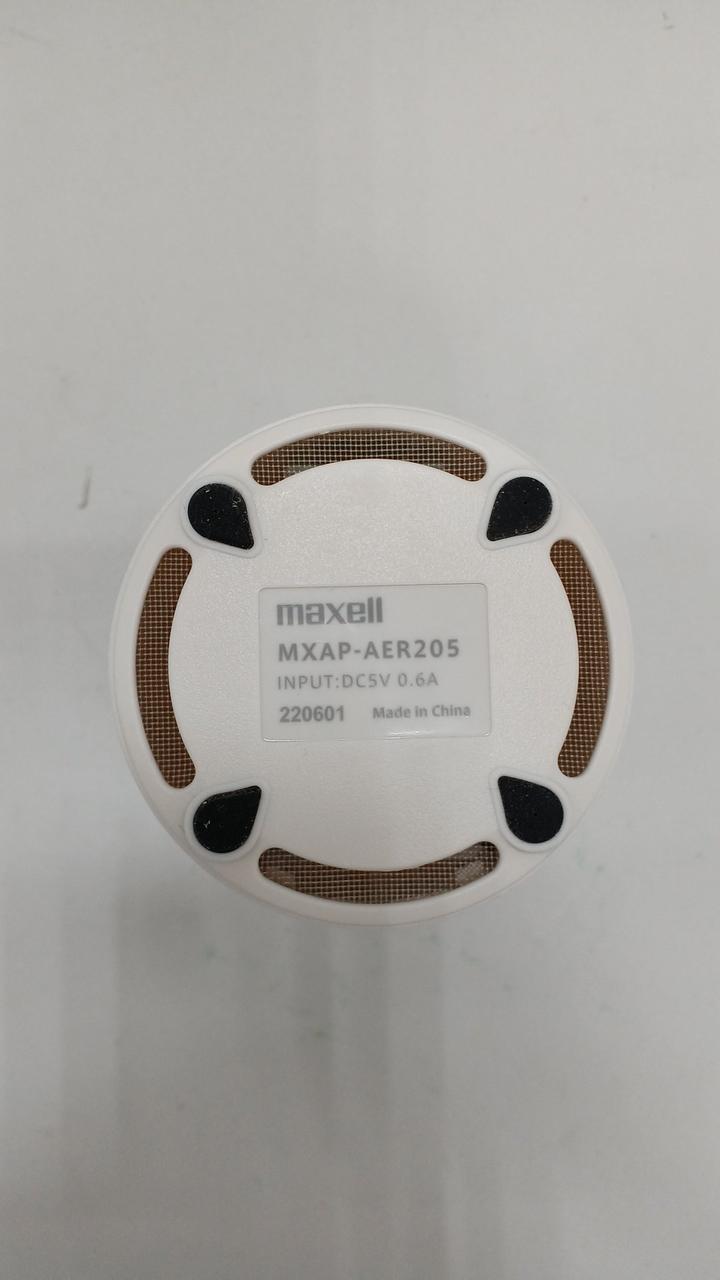 maxell
MXAP-AER205
INPUT:DC5V 0.6A
220601 Made in China